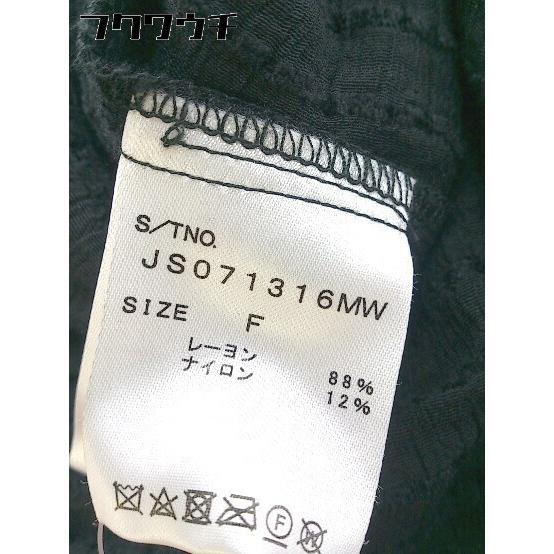 フクワウチ
S/TNO.
JS071316MW
SIZE F
レーヨン 88%
ナイロン 12%
F